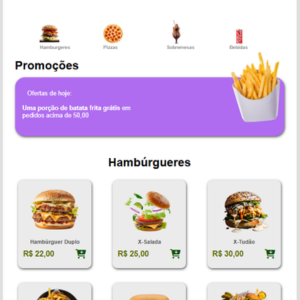 Hamburgeres Pizzas Sobremesas Bebidas
Promoções
Ofertas de hoje:
Uma porção de batata frita grátis em
pedidos acima de 50,00
Hambúrgueres
Hambúrguer Duplo X-Salada X-Tudão
R$ 22,00 R$ 25,00 R$ 30,00